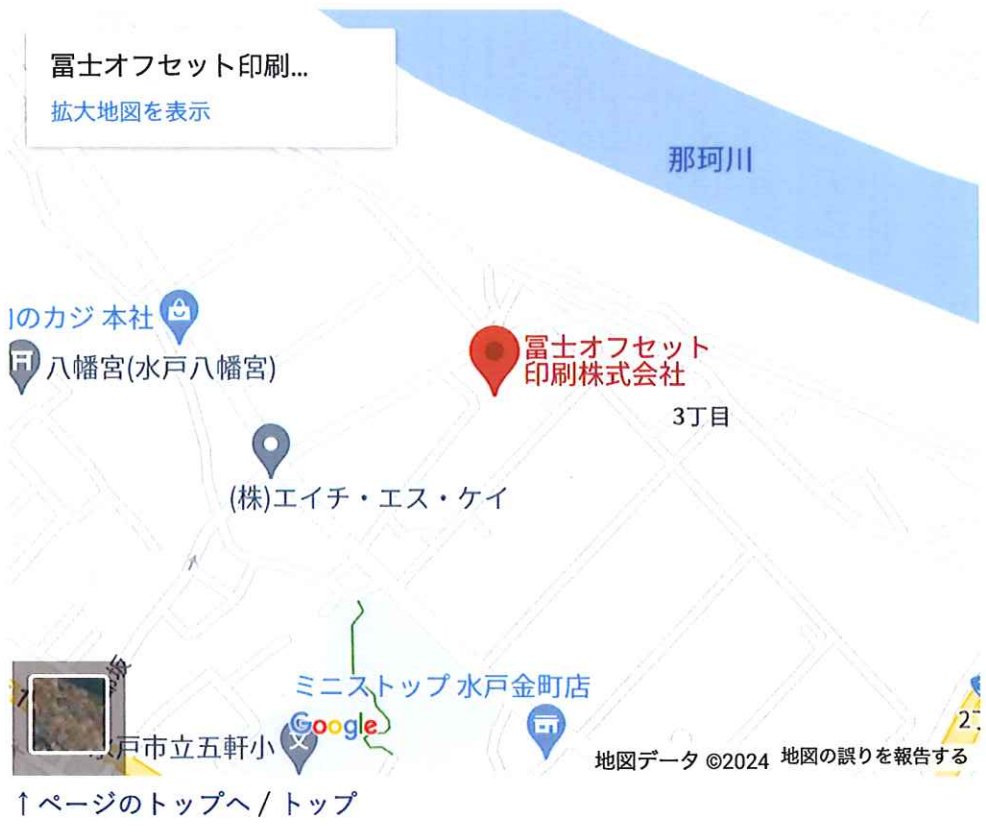 冨士オフセット印刷...
拡大地図を表示
那珂川
のカジ 本社
八幡宮(水戸八幡宮)
冨士オフセット
印刷株式会社
3丁目
(株)エイチ・エス・ケイ
坂
ミニストップ 水戸金町店
Google
戸市立五軒小
2丁
地図データ ©2024
地図の誤りを報告する
↑ページのトップへ / トップ